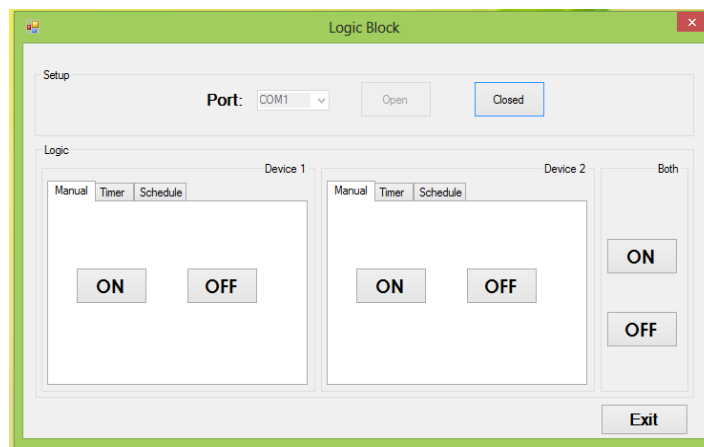 Logic Block
Setup
Port: COM1 Open Closed
Logic
Device 1 Device 2 Both
Manual Timer Schedule Manual Timer Schedule
ON OFF ON OFF ON
OFF
Exit